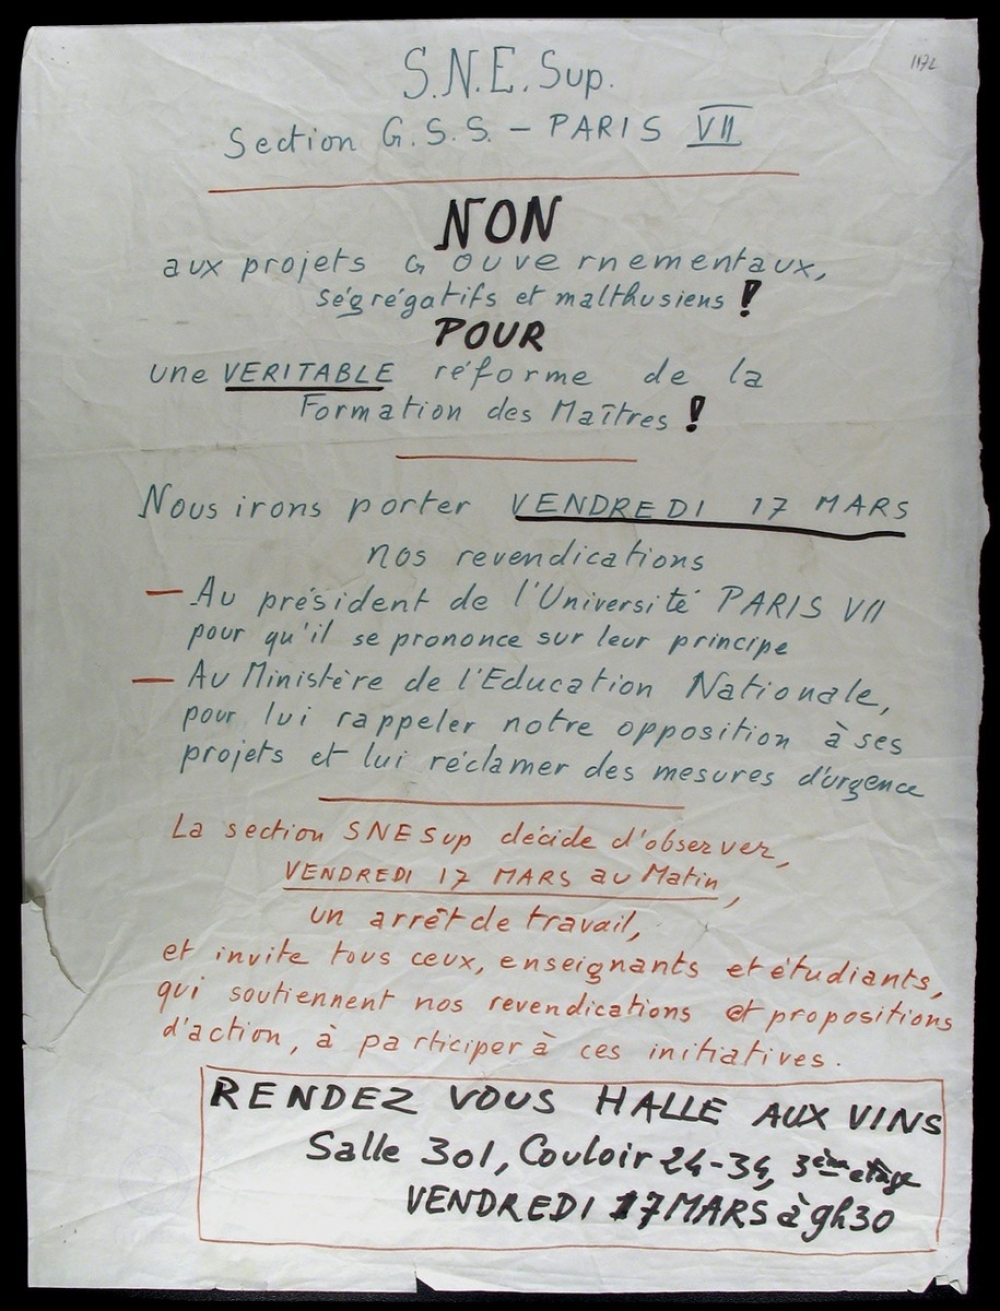 1172
S.N.E. Sup.
Section G.S.S. – PARIS VII
NON
aux projets Gouvernementaux,
ségrégatifs et malthusiens !
POUR
une VERITABLE réforme de la
Formation des Maîtres !
Nous irons porter VENDREDI 17 MARS
nos revendications
— Au président de l'Université PARIS VII
pour qu'il se prononce sur leur principe
— Au Ministère de l'Education Nationale,
pour lui rappeler notre opposition à ses
projets et lui réclamer des mesures d'urgence
La section SNE Sup décide d'observer,
VENDREDI 17 MARS au Matin,
un arrêt de travail,
et invite tous ceux, enseignants et étudiants,
qui soutiennent nos revendications et propositions
d'action, à participer à ces initiatives.
RENDEZ VOUS HALLE AUX VINS
Salle 301, Couloir 24-34, 3ème etage
VENDREDI 17 MARS à 9h30